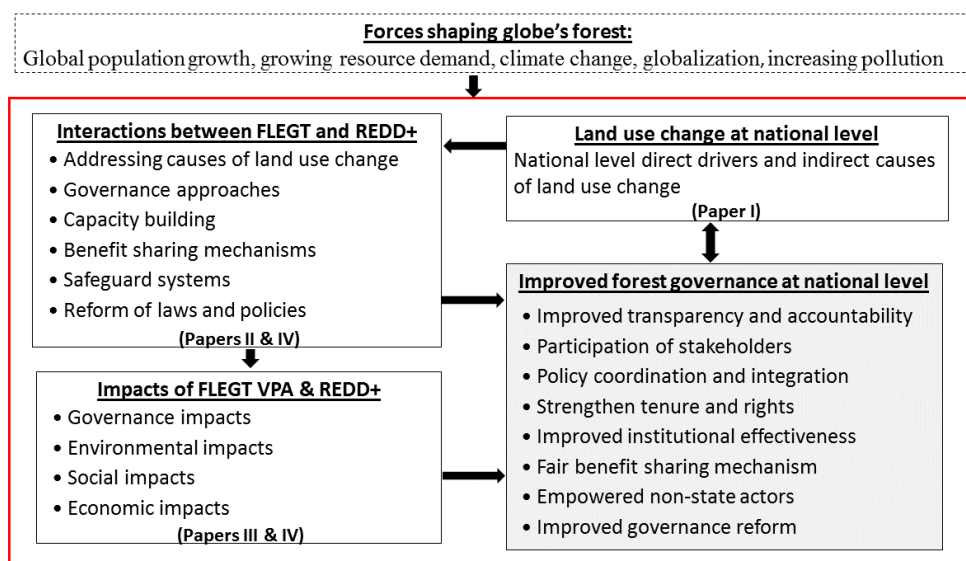 Forces shaping globe's forest:
Global population growth, growing resource demand, climate change, globalization, increasing pollution
Interactions between FLEGT and REDD+
• Addressing causes of land use change
• Governance approaches
• Capacity building
• Benefit sharing mechanisms
• Safeguard systems
• Reform of laws and policies
(Papers II & IV)
Land use change at national level
National level direct drivers and indirect causes
of land use change
(Paper I)
Impacts of FLEGT VPA & REDD+
• Governance impacts
• Environmental impacts
• Social impacts
• Economic impacts
(Papers III & IV)
Improved forest governance at national level
• Improved transparency and accountability
• Participation of stakeholders
• Policy coordination and integration
• Strengthen tenure and rights
• Improved institutional effectiveness
• Fair benefit sharing mechanism
• Empowered non-state actors
• Improved governance reform